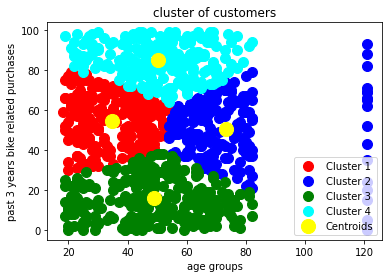 cluster of customers
past 3 years bike related purchases
100
80
60
40
20
0
20
40
60
80
100
120
age groups
Cluster 1
Cluster 2
Cluster 3
Cluster 4
Centroids